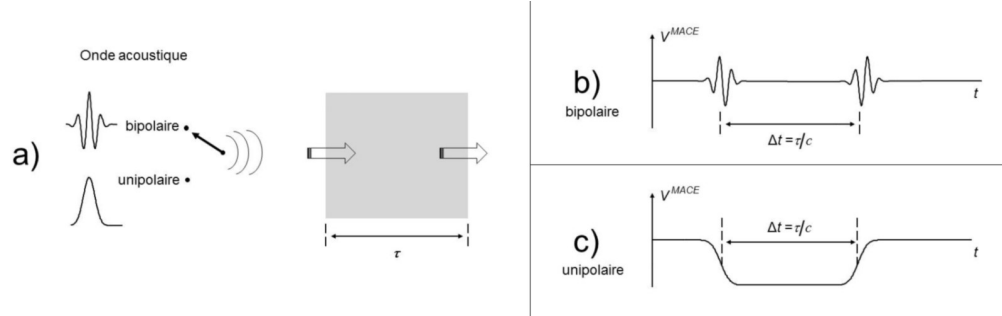 Onde acoustique
a)
bipolaire
unipolaire
τ
V^MACE
b)
bipolaire
t
Δt = τ/c
V^MACE
c)
unipolaire
Δt = τ/c
t